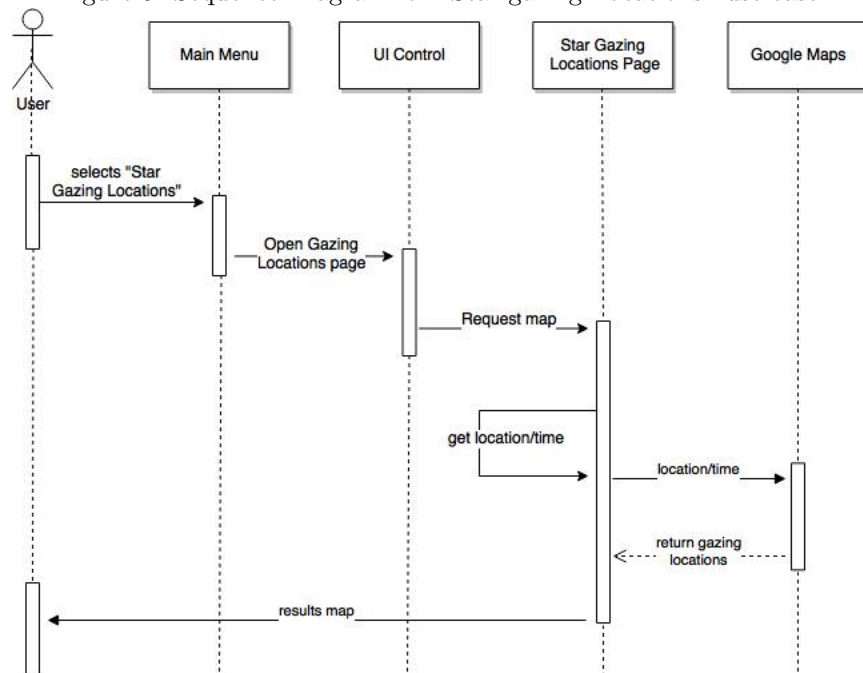 Main Menu
UI Control
Star Gazing
Locations Page
Google Maps
User
selects "Star
Gazing Locations"
Open Gazing
Locations page
Request map
get location/time
location/time
return gazing
locations
results map